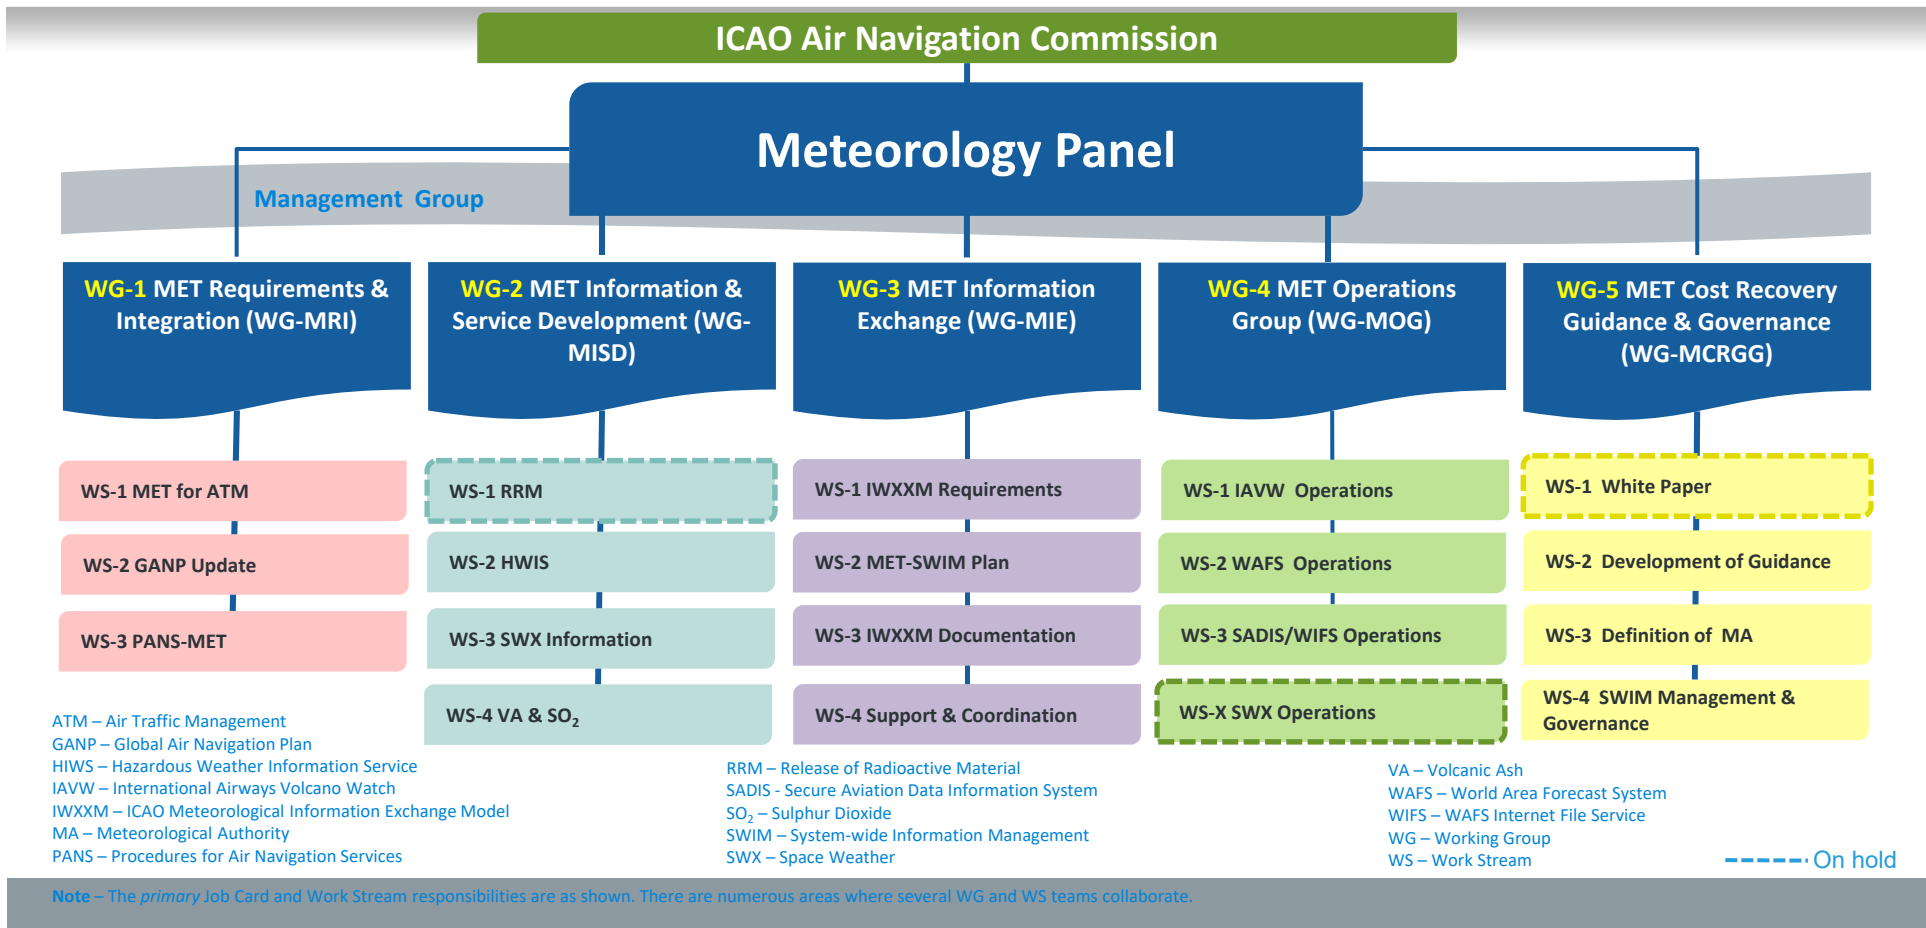 ICAO Air Navigation Commission
Meteorology Panel
Management Group
WG-1 MET Requirements &
Integration (WG-MRI)
WG-2 MET Information &
Service Development (WG-
MISD)
WG-3 MET Information
Exchange (WG-MIE)
WG-4 MET Operations
Group (WG-MOG)
WG-5 MET Cost Recovery
Guidance & Governance
(WG-MCRGG)
WS-1 MET for ATM
WS-2 GANP Update
WS-3 PANS-MET
WS-1 RRM
WS-2 HWIS
WS-3 SWX Information
WS-4 VA & SO₂
WS-1 IWXXM Requirements
WS-2 MET-SWIM Plan
WS-3 IWXXM Documentation
WS-4 Support & Coordination
WS-1 IAVW Operations
WS-2 WAFS Operations
WS-3 SADIS/WIFS Operations
WS-X SWX Operations
WS-1 White Paper
WS-2 Development of Guidance
WS-3 Definition of MA
WS-4 SWIM Management &
Governance
ATM – Air Traffic Management
GANP – Global Air Navigation Plan
HIWS – Hazardous Weather Information Service
IAVW – International Airways Volcano Watch
IWXXM – ICAO Meteorological Information Exchange Model
MA – Meteorological Authority
PANS – Procedures for Air Navigation Services
RRM – Release of Radioactive Material
SADIS - Secure Aviation Data Information System
SO₂ – Sulphur Dioxide
SWIM – System-wide Information Management
SWX – Space Weather
VA – Volcanic Ash
WAFS – World Area Forecast System
WIFS – WAFS Internet File Service
WG – Working Group
WS – Work Stream
On hold
Note – The primary Job Card and Work Stream responsibilities are as shown. There are numerous areas where several WG and WS teams collaborate.